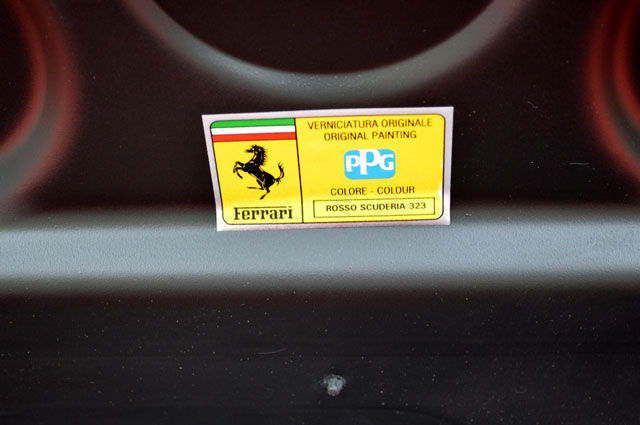 VERNICIATURA ORIGINALE
ORIGINAL PAINTING
PPG
COLORE - COLOUR
ROSSO SCUDERIA 323
Ferrari